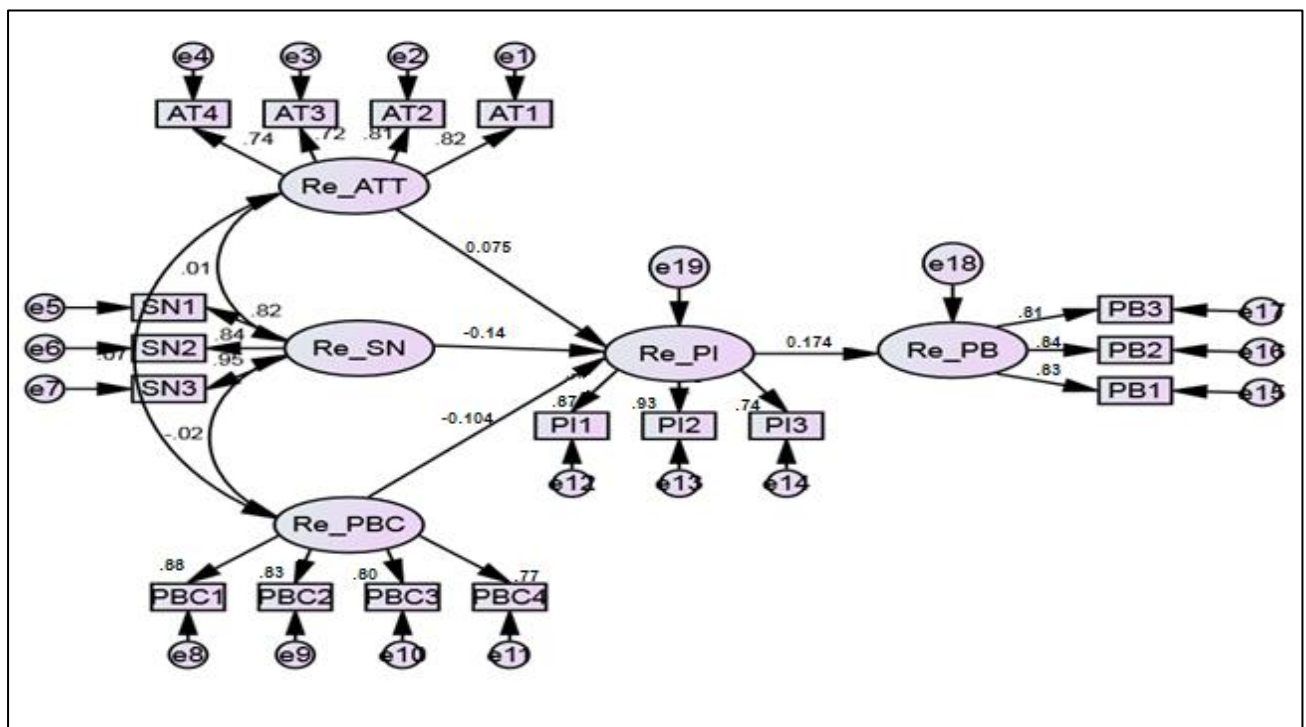 e4 e3 e2 e1
AT4 AT3 AT2 AT1
.74 .72 .81 .82
Re_ATT
0.075
.01
e19 e18
e5 SN1 .82
.81 PB3 e17
e6 SN2 .84 Re_SN -0.14 Re_PI 0.174 Re_PB .84 PB2 e16
.07 .95
e7 SN3
.83 PB1 e15
-0.104 .87 .93 .74
-.02 PI1 PI2 PI3
e12 e13 e14
Re_PBC
.88 .83 .80 .77
PBC1 PBC2 PBC3 PBC4
e8 e9 e10 e11